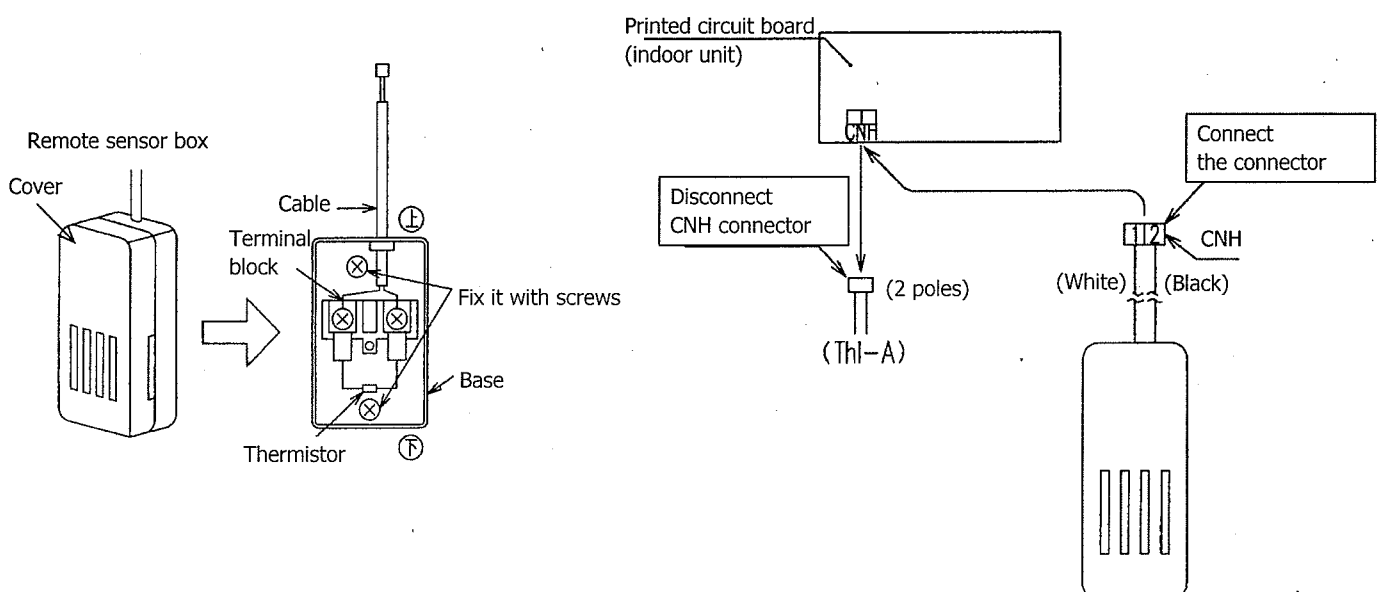 Remote sensor box
Cover
Cable
上
Terminal
block
Fix it with screws
Base
Thermistor
下
Printed circuit board
(indoor unit)
CNH
Disconnect
CNH connector
(2 poles)
(ThI-A)
Connect
the connector
1 2
CNH
(White)
(Black)